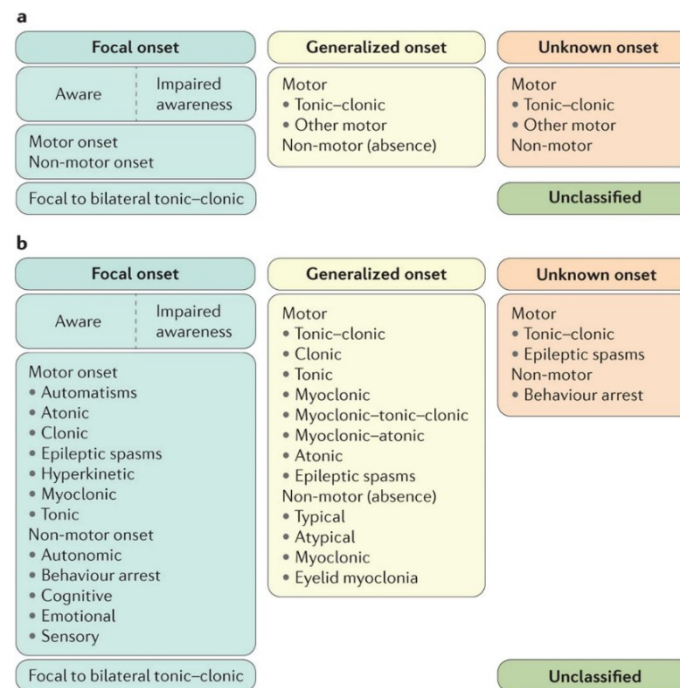 a
Focal onset
Aware
Impaired
awareness
Motor onset
Non-motor onset
Focal to bilateral tonic–clonic
Generalized onset
Motor
• Tonic–clonic
• Other motor
Non-motor (absence)
Unknown onset
Motor
• Tonic–clonic
• Other motor
Non-motor
Unclassified
b
Focal onset
Aware
Impaired
awareness
Motor onset
• Automatisms
• Atonic
• Clonic
• Epileptic spasms
• Hyperkinetic
• Myoclonic
• Tonic
Non-motor onset
• Autonomic
• Behaviour arrest
• Cognitive
• Emotional
• Sensory
Focal to bilateral tonic–clonic
Generalized onset
Motor
• Tonic–clonic
• Clonic
• Tonic
• Myoclonic
• Myoclonic–tonic–clonic
• Myoclonic–atonic
• Atonic
• Epileptic spasms
Non-motor (absence)
• Typical
• Atypical
• Myoclonic
• Eyelid myoclonia
Unknown onset
Motor
• Tonic–clonic
• Epileptic spasms
Non-motor
• Behaviour arrest
Unclassified